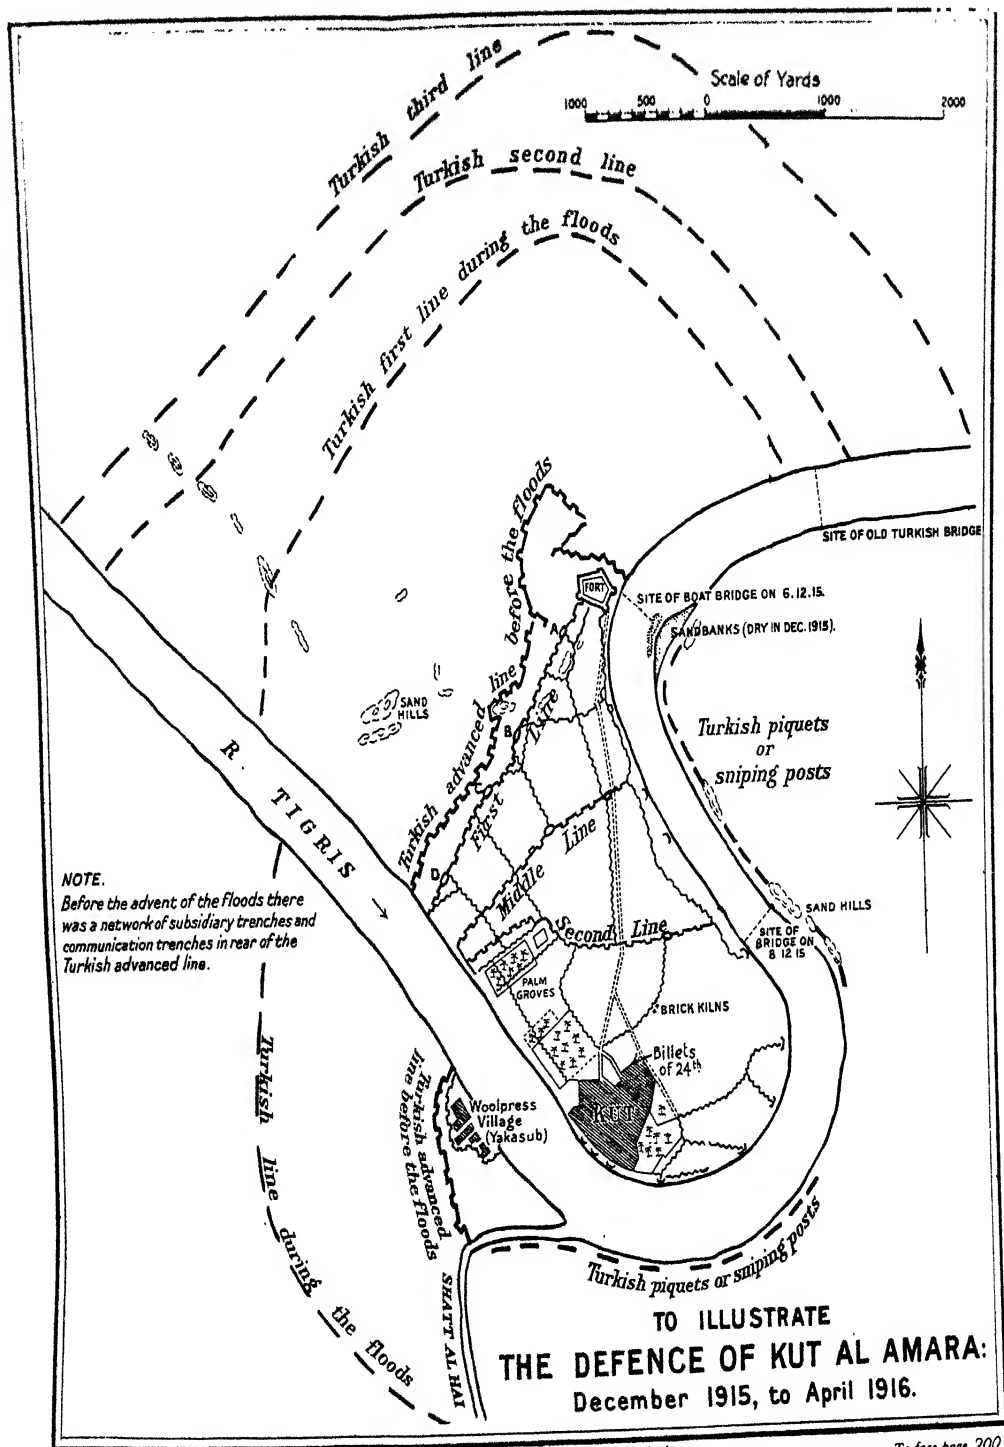 Scale of Yards
1000 500 0 1000 2000
Turkish third line
Turkish second line
Turkish first line during the floods
SITE OF OLD TURKISH BRIDGE
Turkish advanced line before the floods
FORT
SITE OF BOAT BRIDGE ON 6.12.15.
SANDBANKS (DRY IN DEC. 1915).
A
B
C
D
SAND
HILLS
First Line
Turkish piquets
or
sniping posts
R. TIGRIS
Middle Line
NOTE.
Before the advent of the floods there
was a network of subsidiary trenches and
communication trenches in rear of the
Turkish advanced line.
Second Line
SAND HILLS
SITE OF
BRIDGE ON
8 12 15
PALM
GROVES
BRICK KILNS
Billets
of 24th
KUT
Woolpress
Village
(Yakasub)
Turkish advanced
line before the floods
Turkish line during the floods
SHATT AL HAI
Turkish piquets or sniping posts
TO ILLUSTRATE
THE DEFENCE OF KUT AL AMARA:
December 1915, to April 1916.
To face page 200